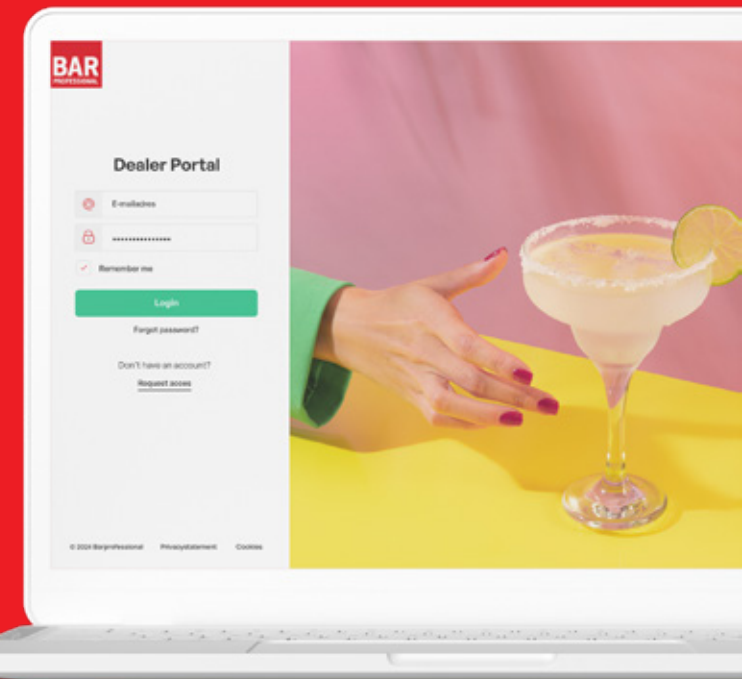 BAR
PROFESSIONAL
Dealer Portal
E-mailadres
•••••••••••••••
Remember me
Login
Forgot password?
Don't have an account?
Request acces
© 2024 Barprofessional Privacystatement Cookies